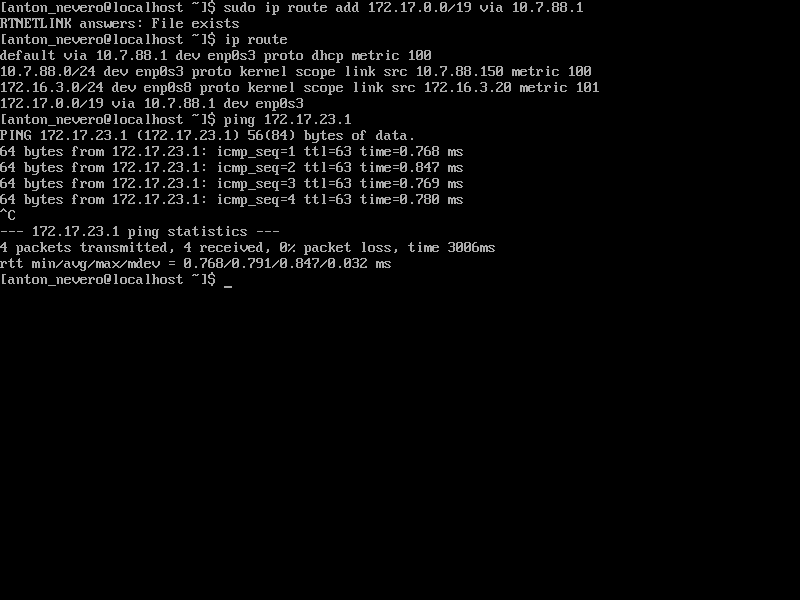 [anton_nevero@localhost ~]$ sudo ip route add 172.17.0.0/19 via 10.7.88.1
RTNETLINK answers: File exists
[anton_nevero@localhost ~]$ ip route
default via 10.7.88.1 dev enp0s3 proto dhcp metric 100
10.7.88.0/24 dev enp0s3 proto kernel scope link src 10.7.88.150 metric 100
172.16.3.0/24 dev enp0s8 proto kernel scope link src 172.16.3.20 metric 101
172.17.0.0/19 via 10.7.88.1 dev enp0s3
[anton_nevero@localhost ~]$ ping 172.17.23.1
PING 172.17.23.1 (172.17.23.1) 56(84) bytes of data.
64 bytes from 172.17.23.1: icmp_seq=1 ttl=63 time=0.768 ms
64 bytes from 172.17.23.1: icmp_seq=2 ttl=63 time=0.847 ms
64 bytes from 172.17.23.1: icmp_seq=3 ttl=63 time=0.769 ms
64 bytes from 172.17.23.1: icmp_seq=4 ttl=63 time=0.780 ms
^C
--- 172.17.23.1 ping statistics ---
4 packets transmitted, 4 received, 0% packet loss, time 3006ms
rtt min/avg/max/mdev = 0.768/0.791/0.847/0.032 ms
[anton_nevero@localhost ~]$ _